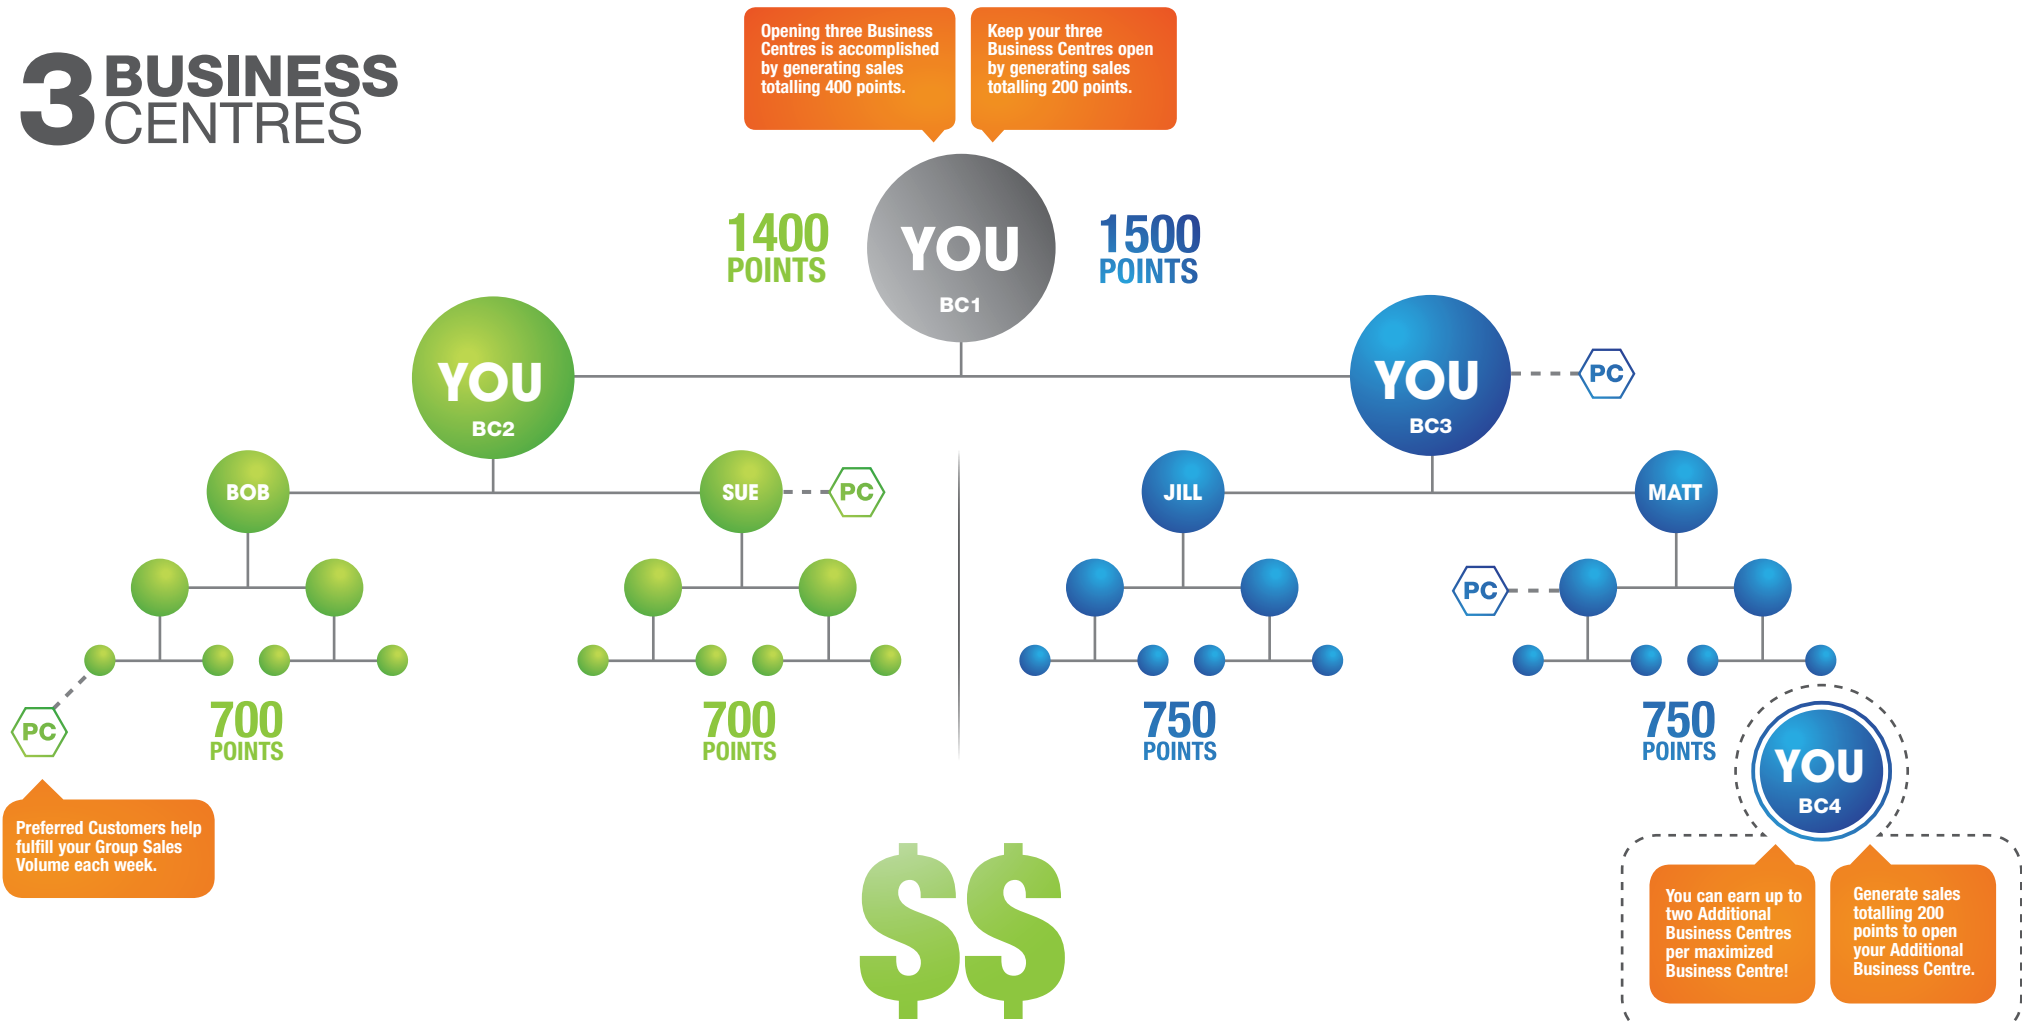 3 BUSINESS
CENTRES
Opening three Business
Centres is accomplished
by generating sales
totalling 400 points.
Keep your three
Business Centres open
by generating sales
totalling 200 points.
1400
POINTS
YOU
BC1
1500
POINTS
YOU
BC2
YOU
BC3
PC
BOB
SUE
PC
JILL
MATT
PC
PC
700
POINTS
700
POINTS
750
POINTS
750
POINTS
YOU
BC4
Preferred Customers help
fulfill your Group Sales
Volume each week.
$$
You can earn up to
two Additional
Business Centres
per maximized
Business Centre!
Generate sales
totalling 200
points to open
your Additional
Business Centre.